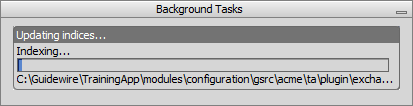 Background Tasks
Updating indices...
Indexing...
C:\Guidewire\TrainingApp\modules\configuration\gsrc\acme\ta\plugin\excha...